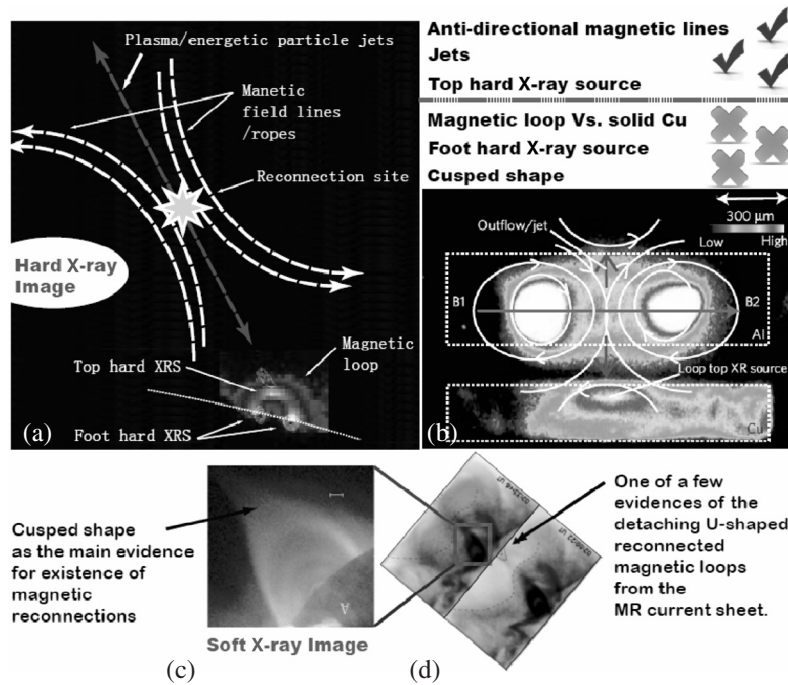 Plasma/energetic particle jets
Manetic
field lines
/ropes
Reconnection site
Hard X-ray
Image
Magnetic
loop
Top hard XRS
Foot hard XRS
(a)
Anti-directional magnetic lines
Jets
Top hard X-ray source
Magnetic loop Vs. solid Cu
Foot hard X-ray source
Cusped shape
300 μm
Outflow/jet
Low
High
B1
B2
Al
Loop top XR source
Cu
(b)
Cusped shape
as the main evidence
for existence of
magnetic
reconnections
A
Soft X-ray Image
(c)
One of a few
evidences of the
detaching U-shaped
reconnected
magnetic loops
from the
MR current sheet.
(d)